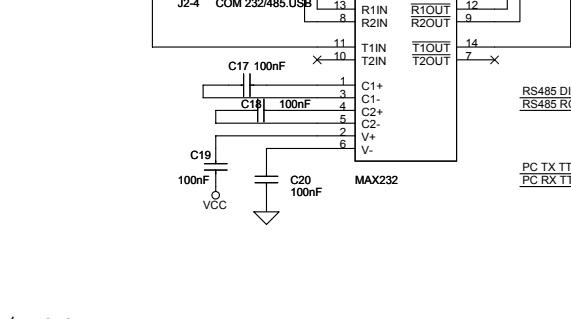 J2-4 COM 232/485.USB
13 R1IN R1OUT 12
8 R2IN R2OUT 9
11 T1IN T1OUT 14
10 T2IN T2OUT 7
C17 100nF
1 C1+
3 C1-
C18 100nF
4 C2+
5 C2-
2 V+
6 V-
RS485 DI
RS485 R
C19
100nF
VCC
C20
100nF
MAX232
PC TX TT
PC RX TT